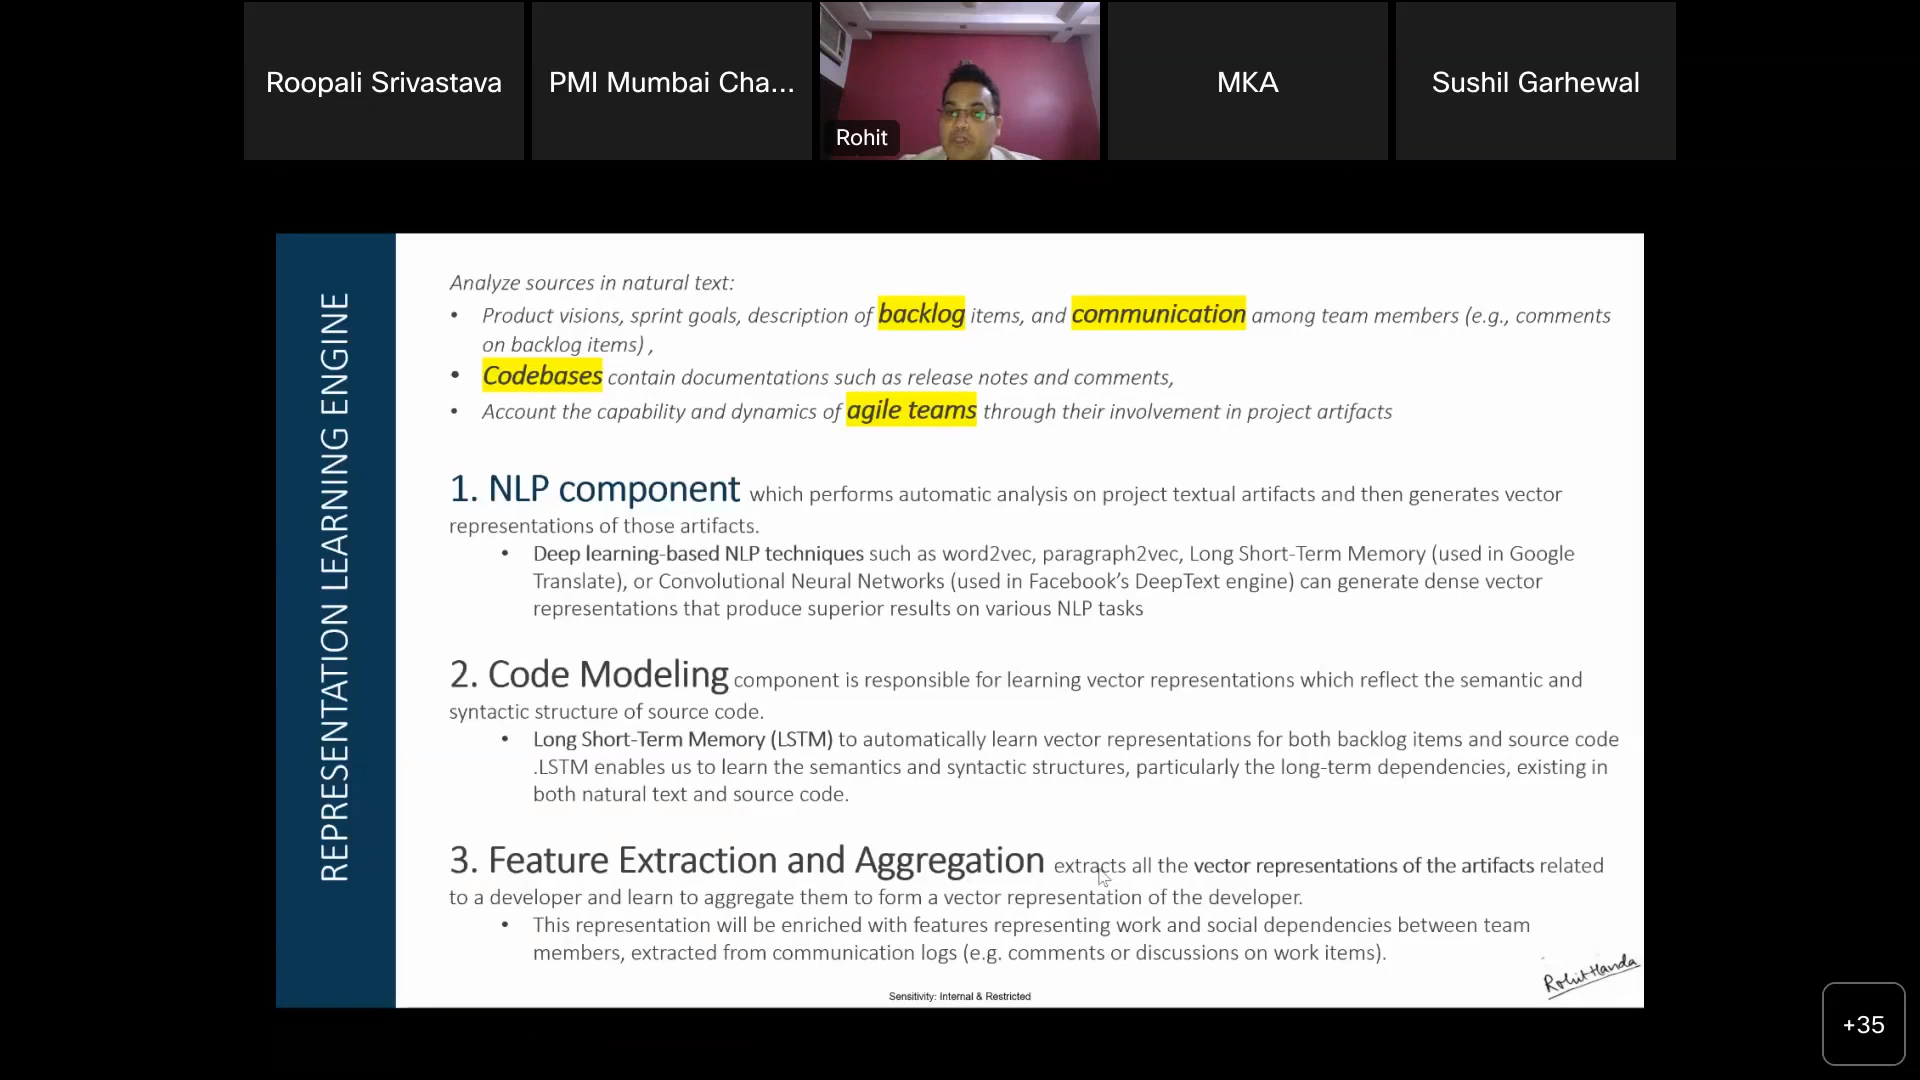 Roopali Srivastava
PMI Mumbai Cha...
Rohit
MKA
Sushil Garhewal
REPRESENTATION LEARNING ENGINE
Analyze sources in natural text:
• Product visions, sprint goals, description of backlog items, and communication among team members (e.g., comments
on backlog items) ,
• Codebases contain documentations such as release notes and comments,
• Account the capability and dynamics of agile teams through their involvement in project artifacts
1. NLP component which performs automatic analysis on project textual artifacts and then generates vector
representations of those artifacts.
• Deep learning-based NLP techniques such as word2vec, paragraph2vec, Long Short-Term Memory (used in Google
Translate), or Convolutional Neural Networks (used in Facebook’s DeepText engine) can generate dense vector
representations that produce superior results on various NLP tasks
2. Code Modeling component is responsible for learning vector representations which reflect the semantic and
syntactic structure of source code.
• Long Short-Term Memory (LSTM) to automatically learn vector representations for both backlog items and source code
.LSTM enables us to learn the semantics and syntactic structures, particularly the long-term dependencies, existing in
both natural text and source code.
3. Feature Extraction and Aggregation extracts all the vector representations of the artifacts related
to a developer and learn to aggregate them to form a vector representation of the developer.
• This representation will be enriched with features representing work and social dependencies between team
members, extracted from communication logs (e.g. comments or discussions on work items).
Rohit Handa
Sensitivity: Internal & Restricted
+35